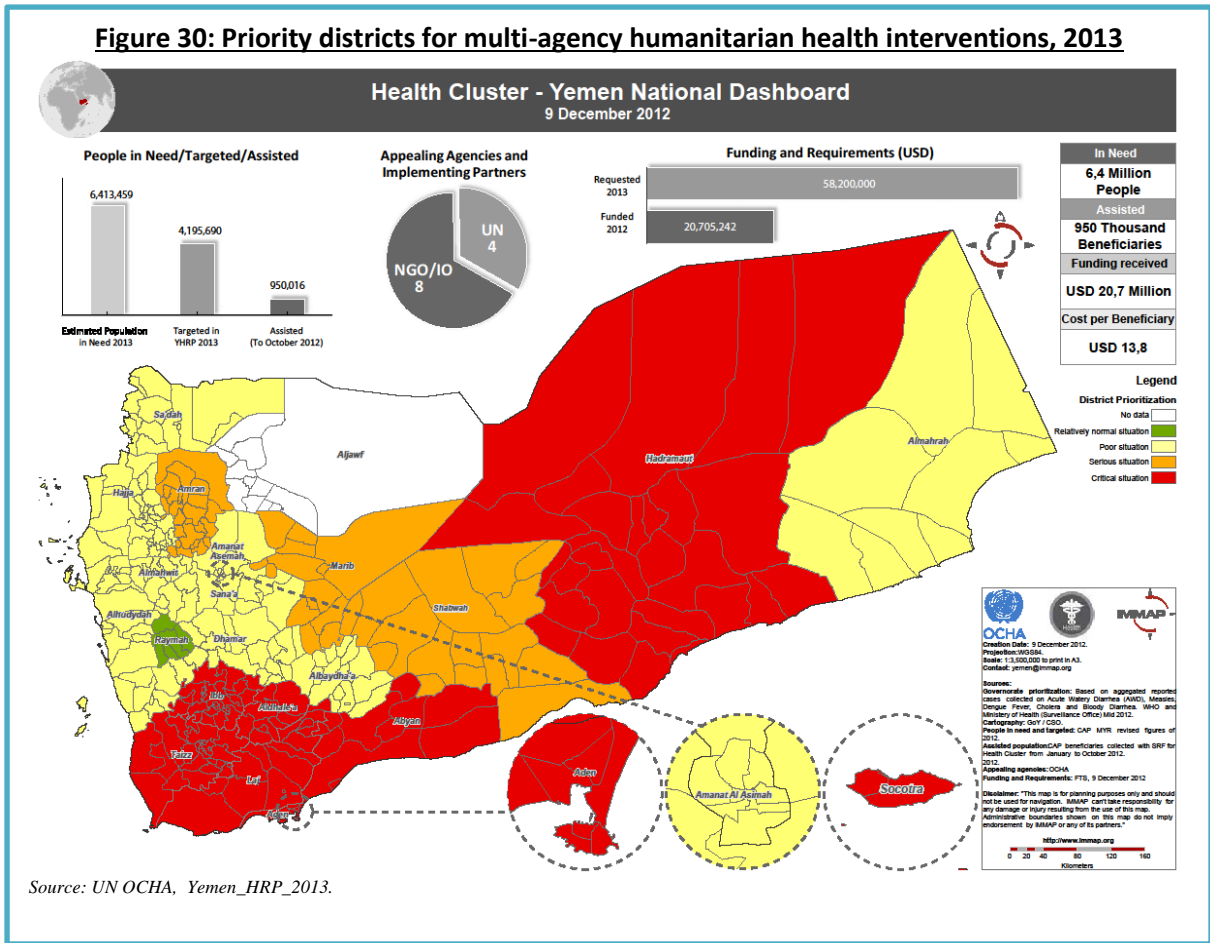 Figure 30: Priority districts for multi-agency humanitarian health interventions, 2013
Health Cluster - Yemen National Dashboard
9 December 2012
People in Need/Targeted/Assisted
6,413,459
4,195,690
950,016
Estimated Population
in Need 2013
Targeted in
YHRP 2013
Assisted
(To October 2012)
Appealing Agencies and
Implementing Partners
UN
4
NGO/IO
8
Funding and Requirements (USD)
Requested
2013
58,200,000
Funded
2012
20,705,242
In Need
6,4 Million
People
Assisted
950 Thousand
Beneficiaries
Funding received
USD 20,7 Million
Cost per Beneficiary
USD 13,8
Legend
District Prioritization
No data
Relatively normal situation
Poor situation
Serious situation
Critical situation
Sa'dah
Aljawf
Hadramaut
Almahrah
Hajja
Amran
Amanat
Asemah
Marib
Almahwit
Sana'a
Alhudydah
Shabwah
Raymah
Dhamar
Albaydha'a
Ibb
Aldhale'a
Abyan
Taizz
Laj
Aden
Aden
Amanat Al Asimah
Socotra
OCHA
Health
IMMAP
Creation Date: 9 December 2012.
Projection:WGS84.
Scale: 1:3,500,000 to print in A3.
Contact: yemen@immap.org
Sources:
Governorate prioritization: Based on aggregated reported
cases collected on Acute Watery Diarrhea (AWD), Measles,
Dengue Fever, Cholera and Bloody Diarrhea. WHO and
Ministry of Health (Surveillance Office) Mid 2012.
Cartography: GoY / CSO.
People in need and targeted: CAP MYR revised figures of
2012.
Assisted population:CAP beneficiaries collected with SRF for
Health Cluster from January to October 2012.
2012.
Appealing agencies: OCHA
Funding and Requirements: FTS, 9 December 2012
Disclaimer: "This map is for planning purposes only and should
not be used for navigation. IMMAP can't take responsibility for
any damage or injury resulting from the use of this map.
Administrative boundaries shown on this map do not imply
endorsement by IMMAP or any of its partners."
http://www.immap.org
0 20 40 80 120 160
Kilometers
Source: UN OCHA, Yemen_HRP_2013.